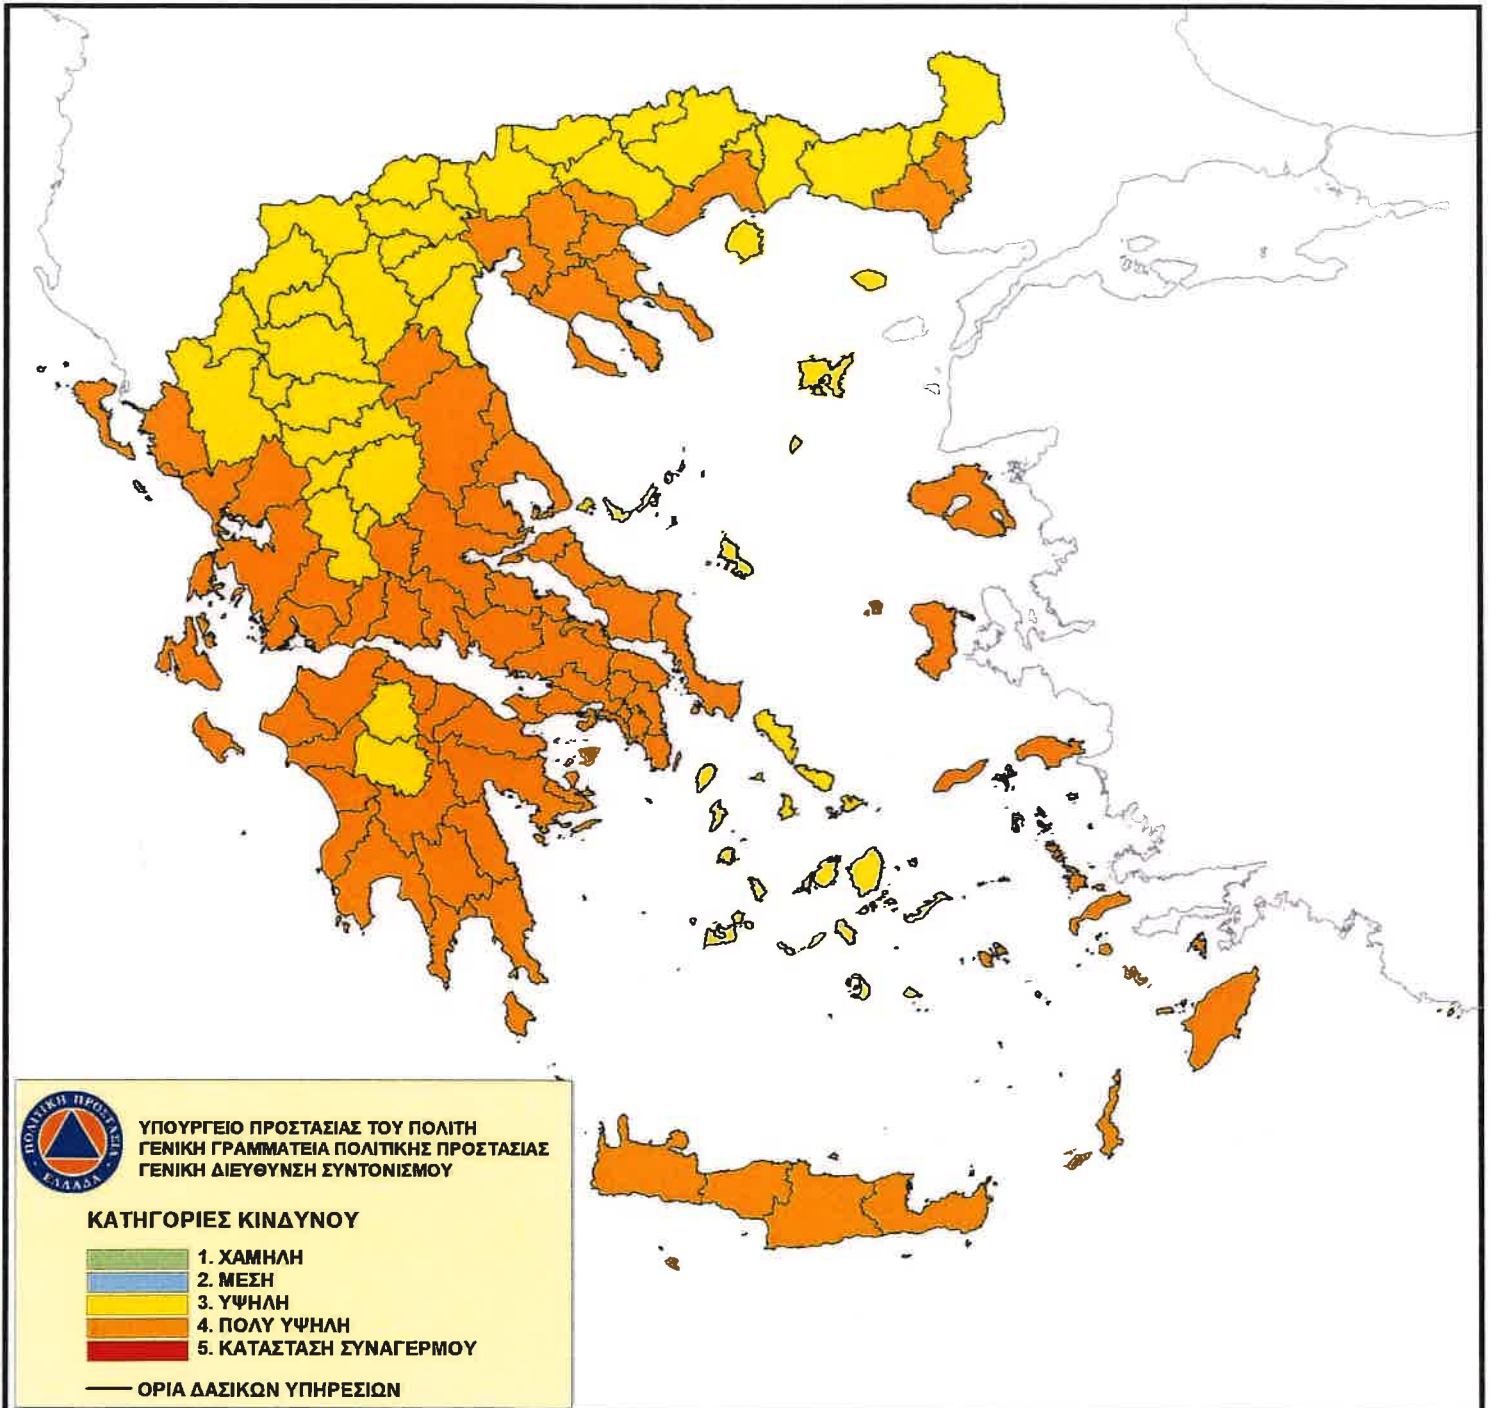 ΠΟΛΙΤΙΚΗ ΠΡΟΣΤΑΣΙΑ
ΕΛΛΑΔΑ
ΥΠΟΥΡΓΕΙΟ ΠΡΟΣΤΑΣΙΑΣ ΤΟΥ ΠΟΛΙΤΗ
ΓΕΝΙΚΗ ΓΡΑΜΜΑΤΕΙΑ ΠΟΛΙΤΙΚΗΣ ΠΡΟΣΤΑΣΙΑΣ
ΓΕΝΙΚΗ ΔΙΕΥΘΥΝΣΗ ΣΥΝΤΟΝΙΣΜΟΥ
ΚΑΤΗΓΟΡΙΕΣ ΚΙΝΔΥΝΟΥ
1. ΧΑΜΗΛΗ
2. ΜΕΣΗ
3. ΥΨΗΛΗ
4. ΠΟΛΥ ΥΨΗΛΗ
5. ΚΑΤΑΣΤΑΣΗ ΣΥΝΑΓΕΡΜΟΥ
ΟΡΙΑ ΔΑΣΙΚΩΝ ΥΠΗΡΕΣΙΩΝ